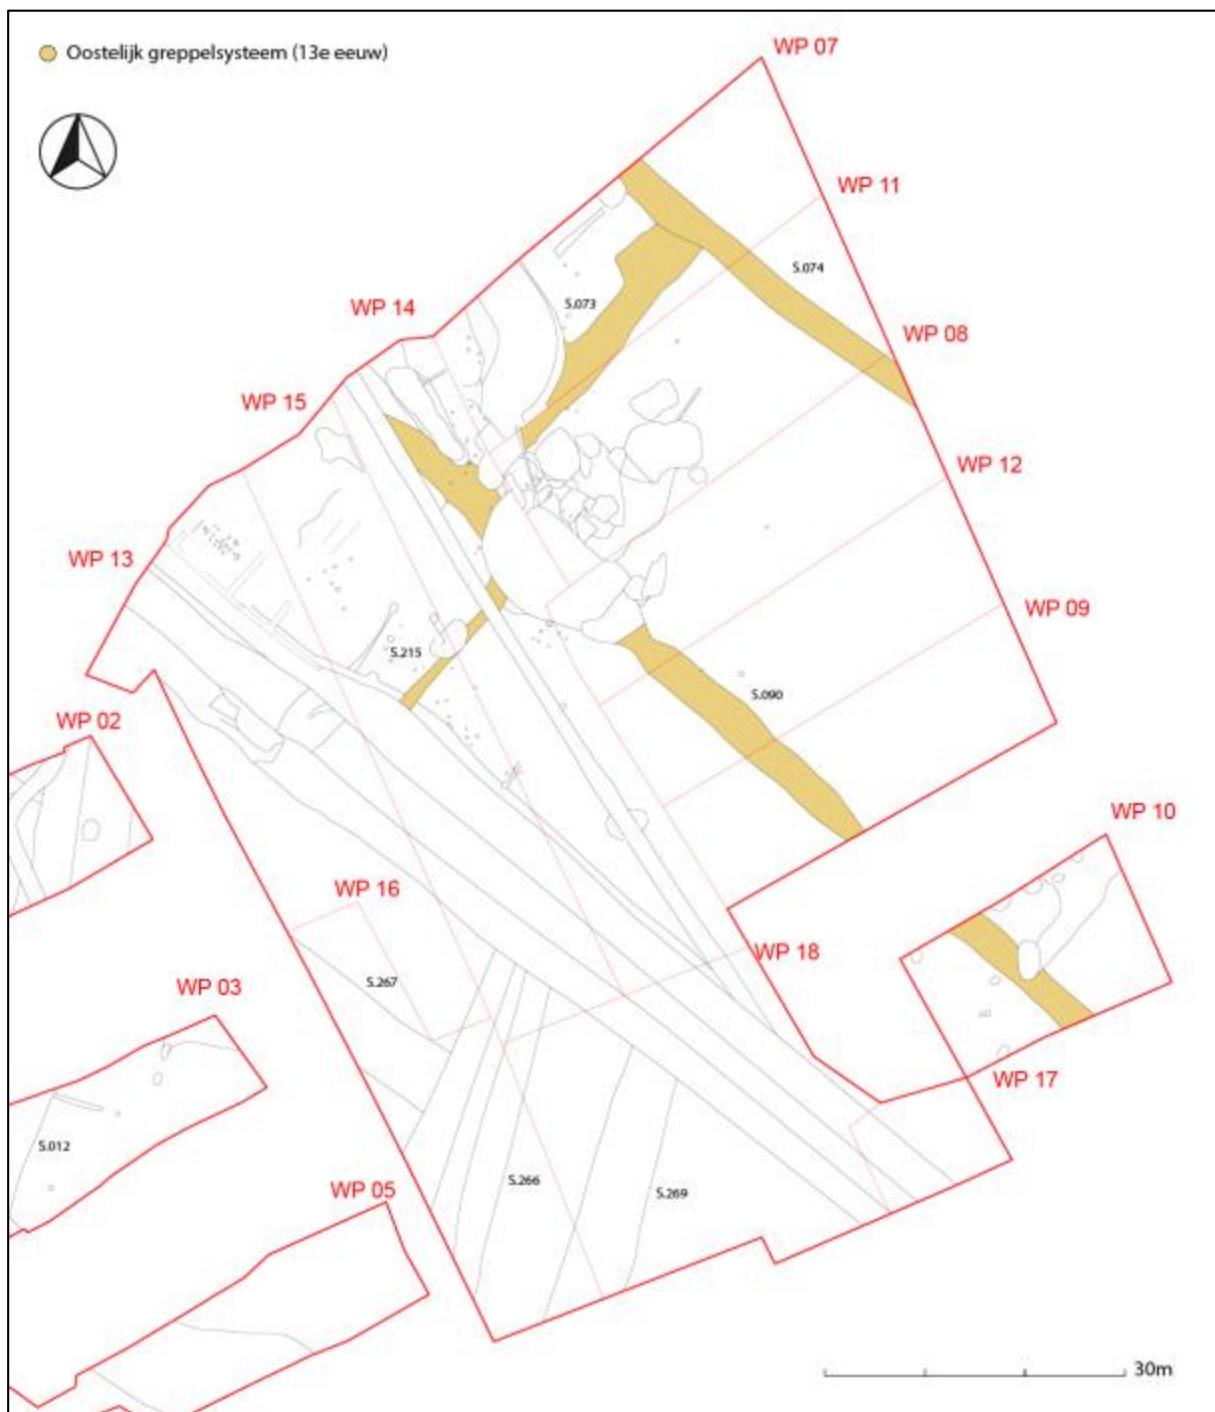 Oostelijk greppelsysteem (13e eeuw)
WP 07
WP 11
S.074
WP 14
S.073
WP 08
WP 15
WP 12
WP 13
WP 09
S.215
S.090
WP 02
WP 10
WP 16
WP 18
S.267
WP 03
WP 17
S.012
S.266
S.269
WP 05
30m